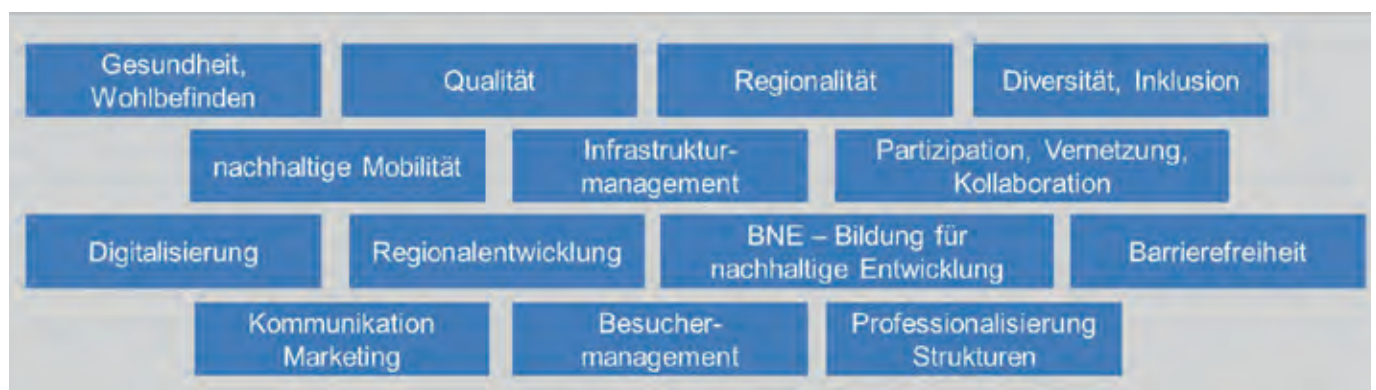 Gesundheit,
Wohlbefinden
Qualität
Regionalität
Diversität, Inklusion
nachhaltige Mobilität
Infrastruktur-
management
Partizipation, Vernetzung,
Kollaboration
Digitalisierung
Regionalentwicklung
BNE – Bildung für
nachhaltige Entwicklung
Barrierefreiheit
Kommunikation
Marketing
Besucher-
management
Professionalisierung
Strukturen